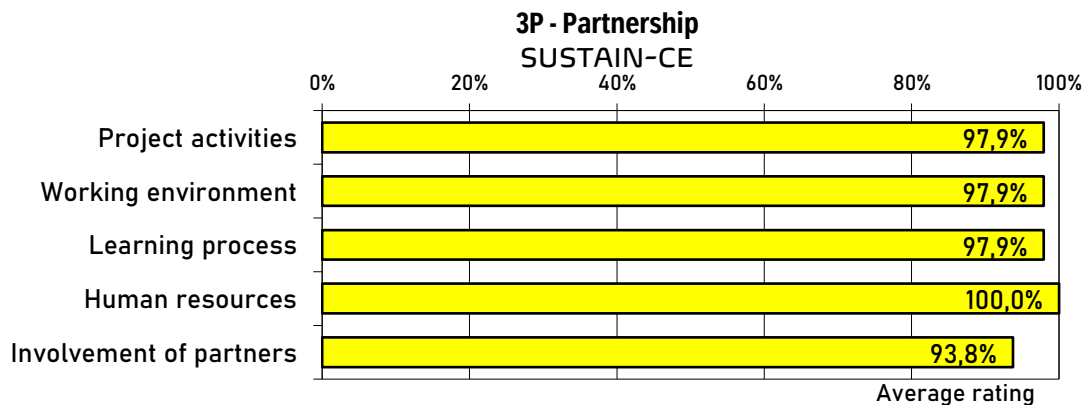 3P - Partnership
SUSTAIN-CE
0% 20% 40% 60% 80% 100%
Project activities 97,9%
Working environment 97,9%
Learning process 97,9%
Human resources 100,0%
Involvement of partners 93,8%
Average rating